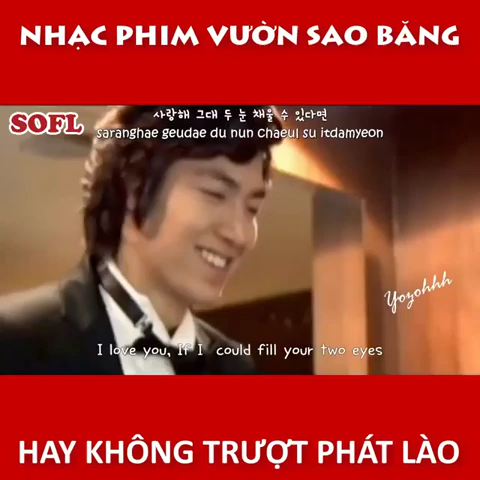 NHẠC PHIM VƯỜN SAO BĂNG
사랑해 그대 두 눈 채울 수 있다면
SOFL
saranghae geudae du nun chaeul su itdamyeon
Yozohhh
I love you, If I could fill your two eyes
HAY KHÔNG TRƯỢT PHÁT LÀO